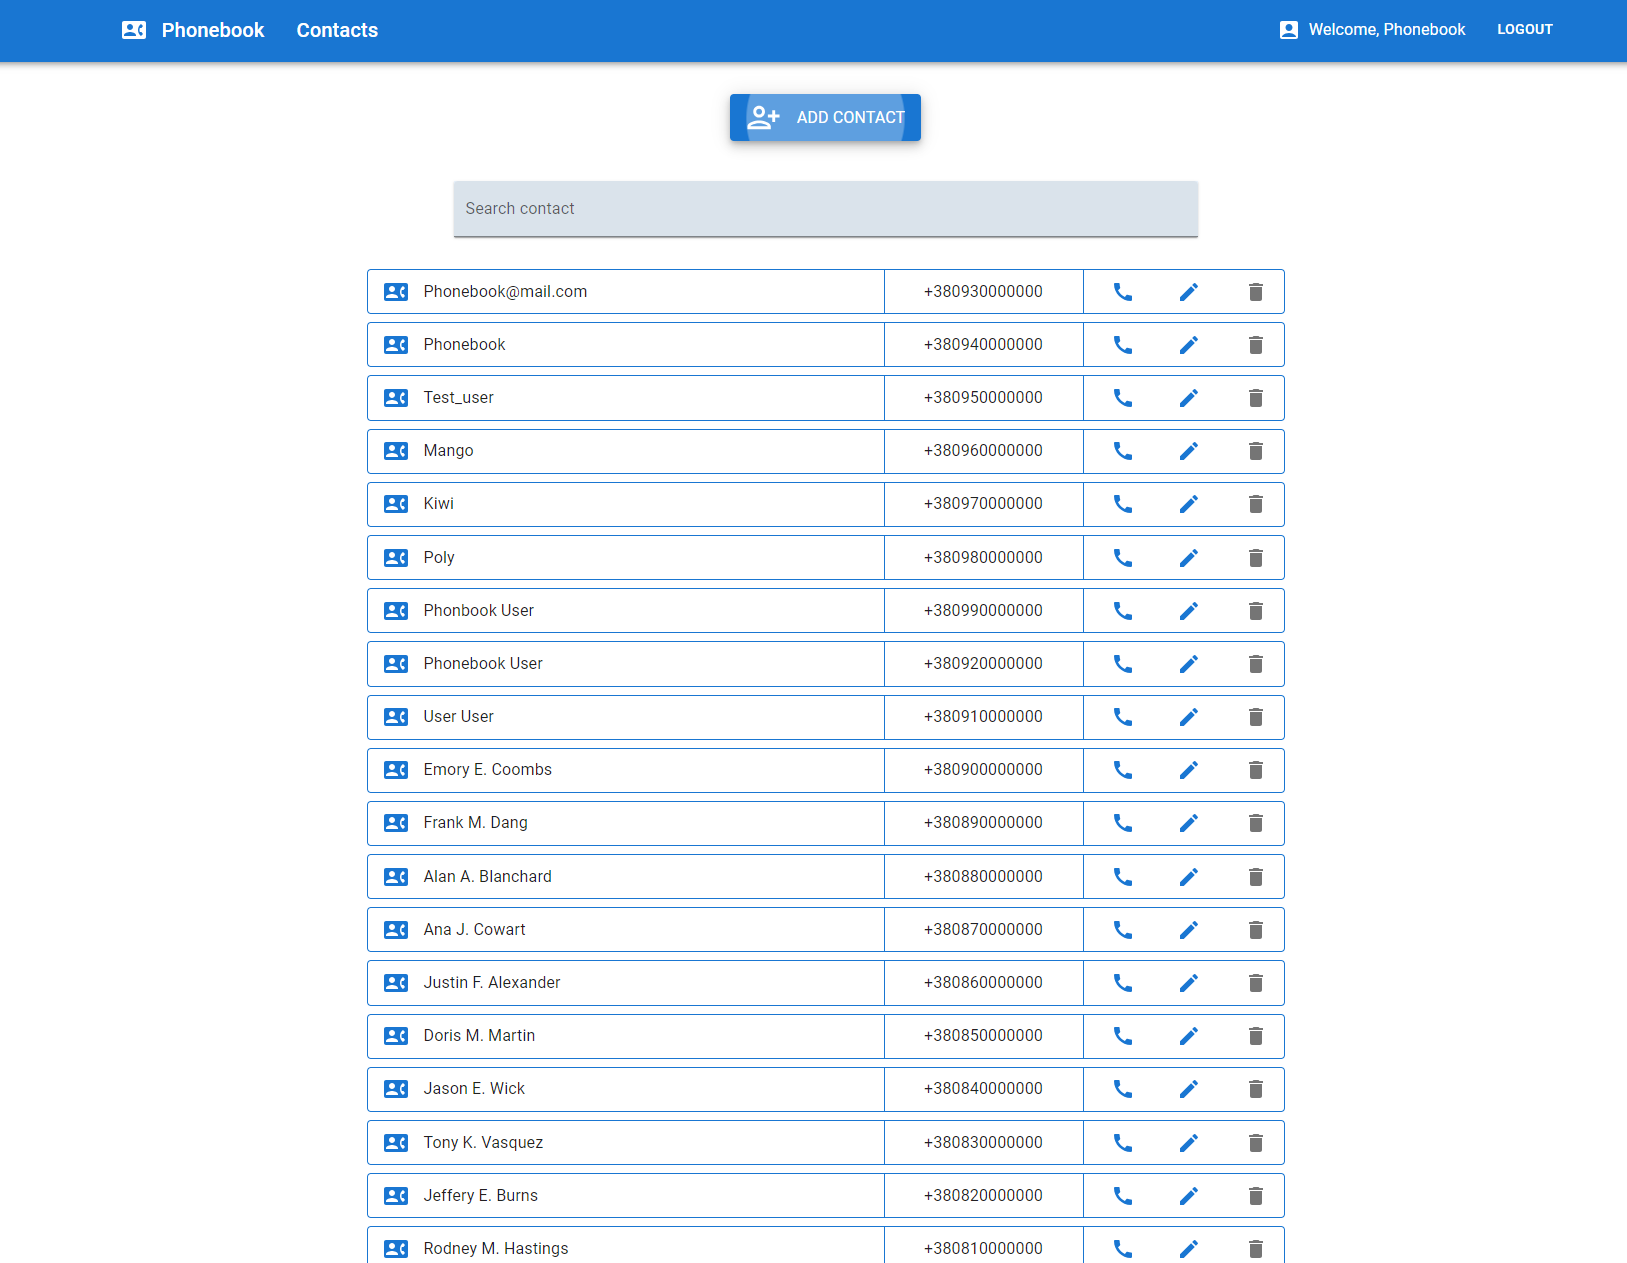 Phonebook Contacts Welcome, Phonebook LOGOUT
ADD CONTACT
Search contact
Phonebook@mail.com +380930000000
Phonebook +380940000000
Test_user +380950000000
Mango +380960000000
Kiwi +380970000000
Poly +380980000000
Phonbook User +380990000000
Phonebook User +380920000000
User User +380910000000
Emory E. Coombs +380900000000
Frank M. Dang +380890000000
Alan A. Blanchard +380880000000
Ana J. Cowart +380870000000
Justin F. Alexander +380860000000
Doris M. Martin +380850000000
Jason E. Wick +380840000000
Tony K. Vasquez +380830000000
Jeffery E. Burns +380820000000
Rodney M. Hastings +380810000000